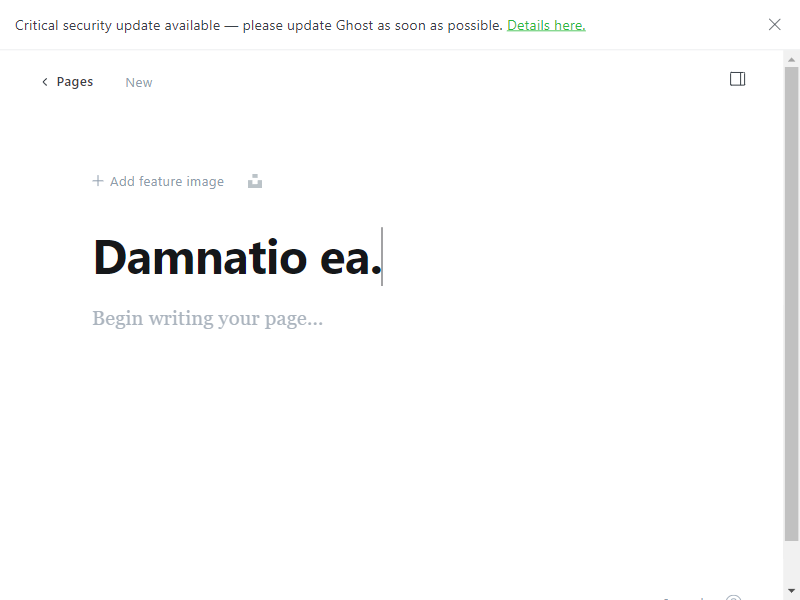 Critical security update available — please update Ghost as soon as possible. Details here.
Pages
New
Add feature image
Damnatio ea.
Begin writing your page...